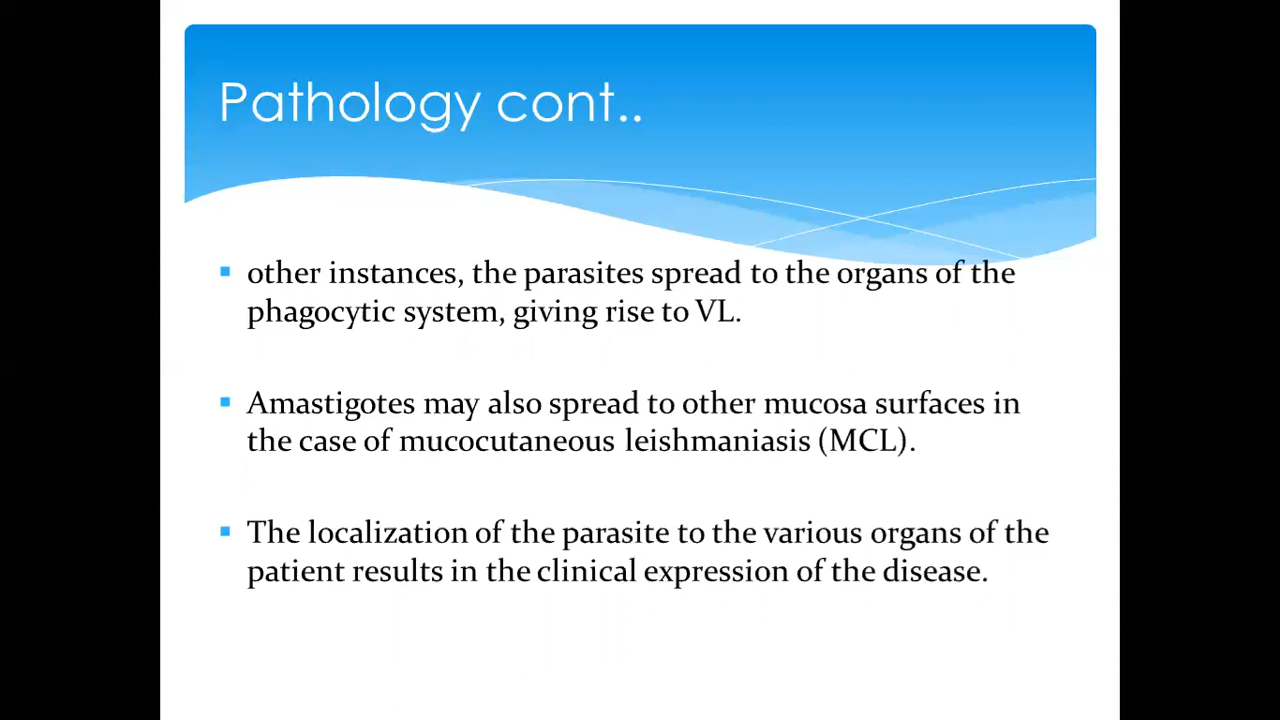 Pathology cont..
other instances, the parasites spread to the organs of the
phagocytic system, giving rise to VL.
Amastigotes may also spread to other mucosa surfaces in
the case of mucocutaneous leishmaniasis (MCL).
The localization of the parasite to the various organs of the
patient results in the clinical expression of the disease.